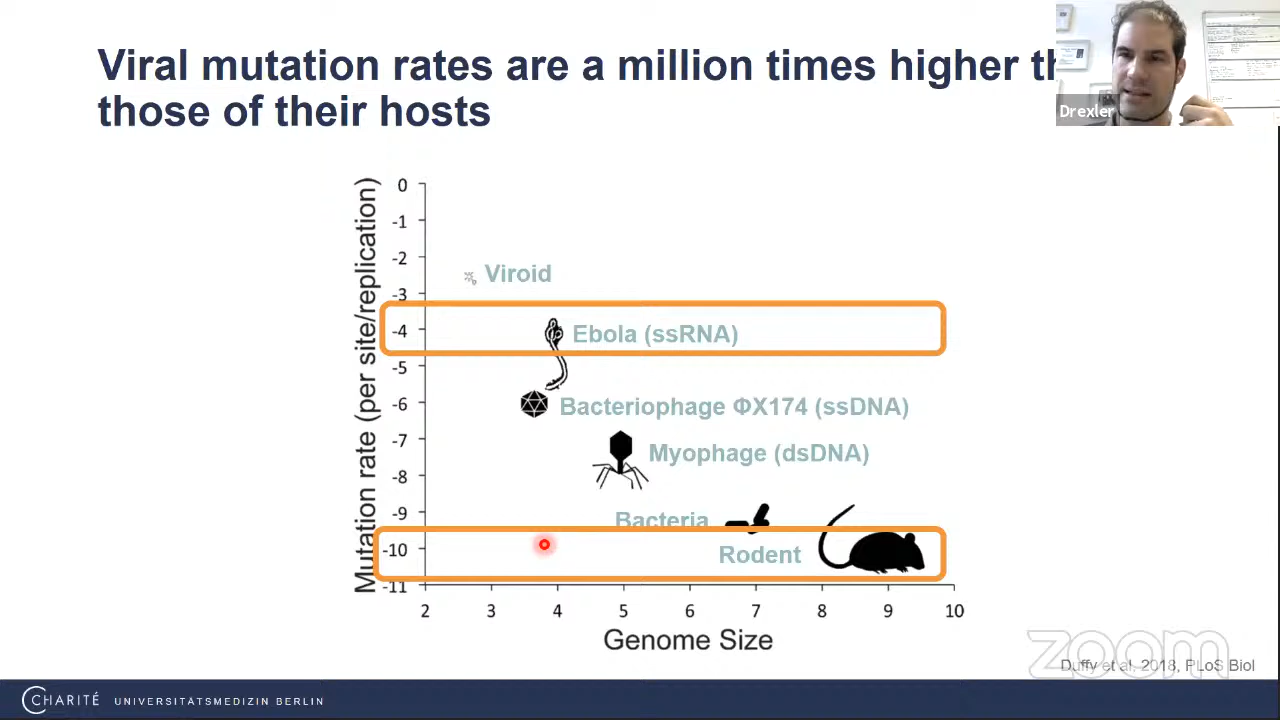 Viral mutation rates are a million times higher th
those of their hosts
Drexler
Mutation rate (per site/replication)
0
-1
-2
-3
-4
-5
-6
-7
-8
-9
-10
-11
Viroid
Ebola (ssRNA)
Bacteriophage ΦX174 (ssDNA)
Myophage (dsDNA)
Bacteria
Rodent
2 3 4 5 6 7 8 9 10
Genome Size
zoom
Duffy et al. 2018, PLoS Biol
CHARITÉ UNIVERSITÄTSMEDIZIN BERLIN